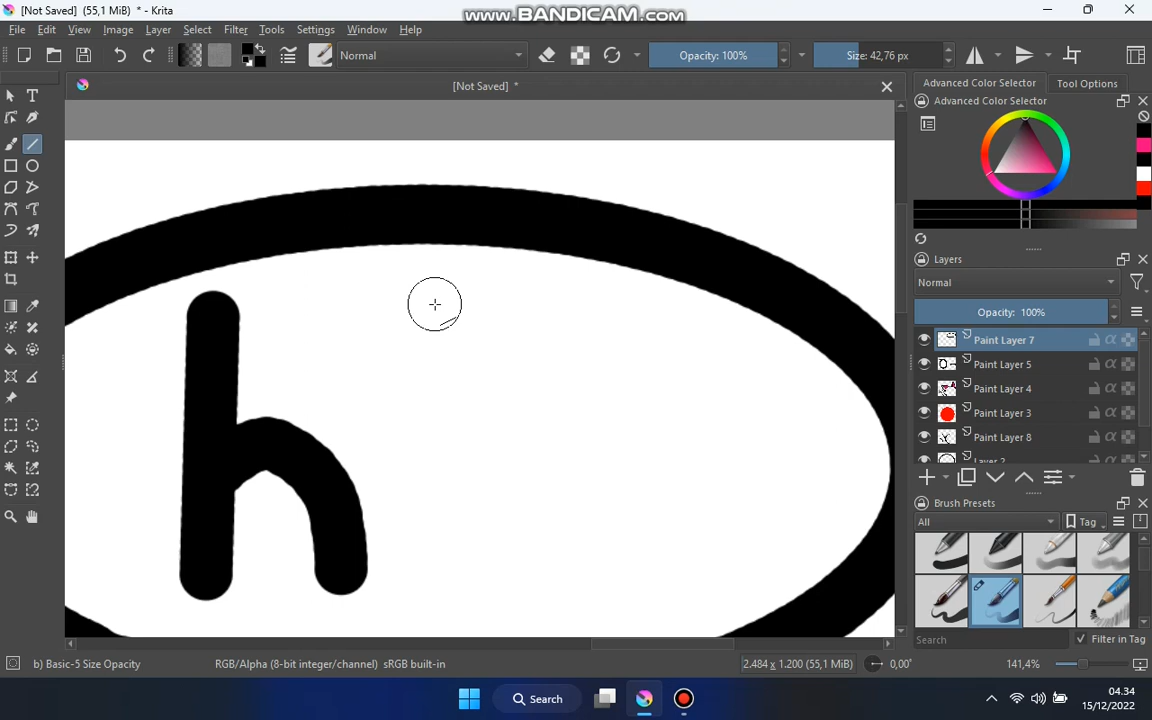 [Not Saved]  (55,1 MiB) * - Krita
www.BANDICAM.com
File Edit View Image Layer Select Filter Tools Settings Window Help
Normal
Opacity: 100%
Size: 42,76 px
[Not Saved] *
Advanced Color Selector
Tool Options
Advanced Color Selector
h
Layers
Normal
Opacity: 100%
Paint Layer 7
Paint Layer 5
Paint Layer 4
Paint Layer 3
Paint Layer 8
Layer 2
Brush Presets
All
Tag
Search
Filter in Tag
b) Basic-5 Size Opacity
RGB/Alpha (8-bit integer/channel)  sRGB built-in
2.484 x 1.200 (55,1 MiB)
0,00°
141,4%
Search
04.34
15/12/2022